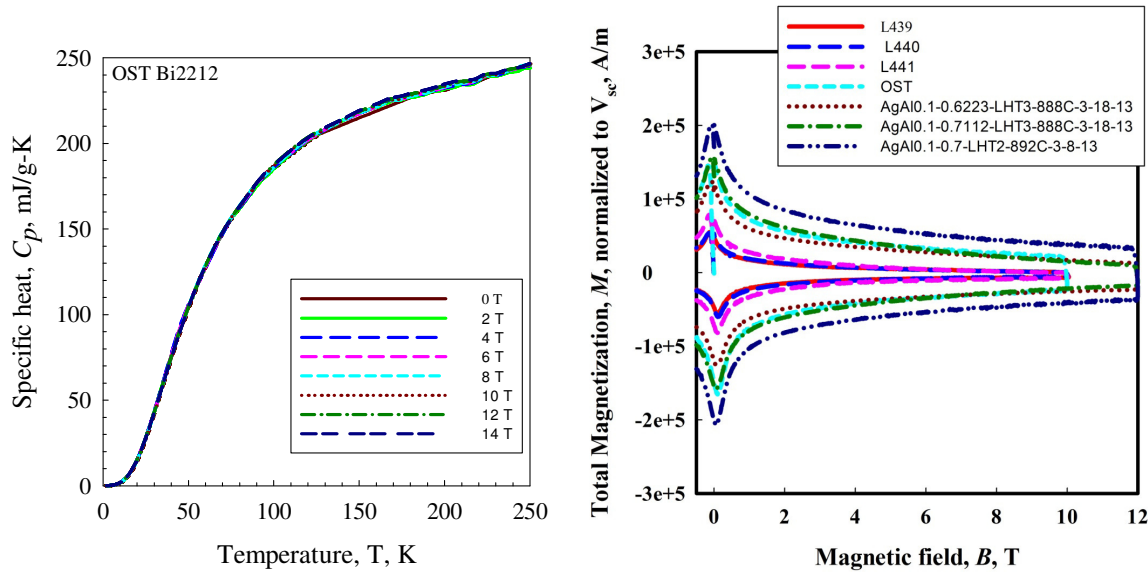 OST Bi2212
Specific heat, Cp, mJ/g-K
250
200
150
100
50
0
0 T
2 T
4 T
6 T
8 T
10 T
12 T
14 T
0 50 100 150 200 250
Temperature, T, K
Total Magnetization, M, normalized to Vsc, A/m
3e+5
2e+5
1e+5
0
-1e+5
-2e+5
-3e+5
L439
L440
L441
OST
AgAl0.1-0.6223-LHT3-888C-3-18-13
AgAl0.1-0.7112-LHT3-888C-3-18-13
AgAl0.1-0.7-LHT2-892C-3-8-13
0 2 4 6 8 10 12
Magnetic field, B, T